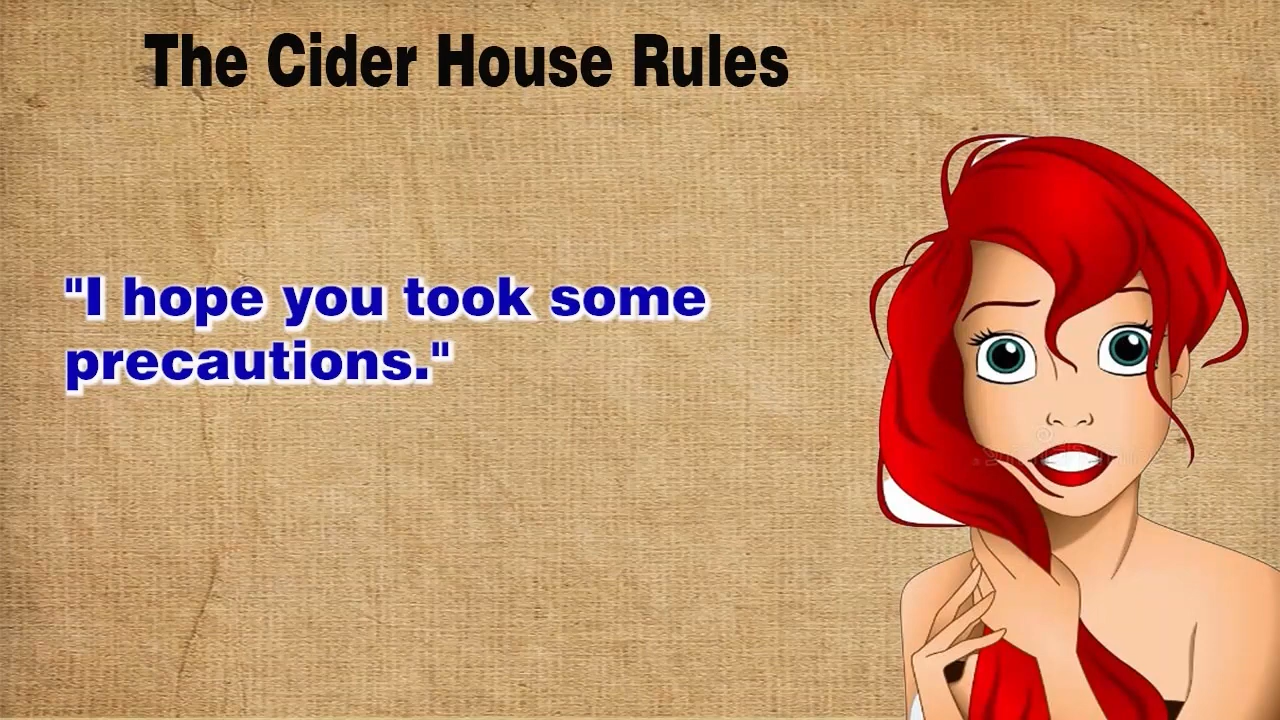 The Cider House Rules
"I hope you took some
precautions."